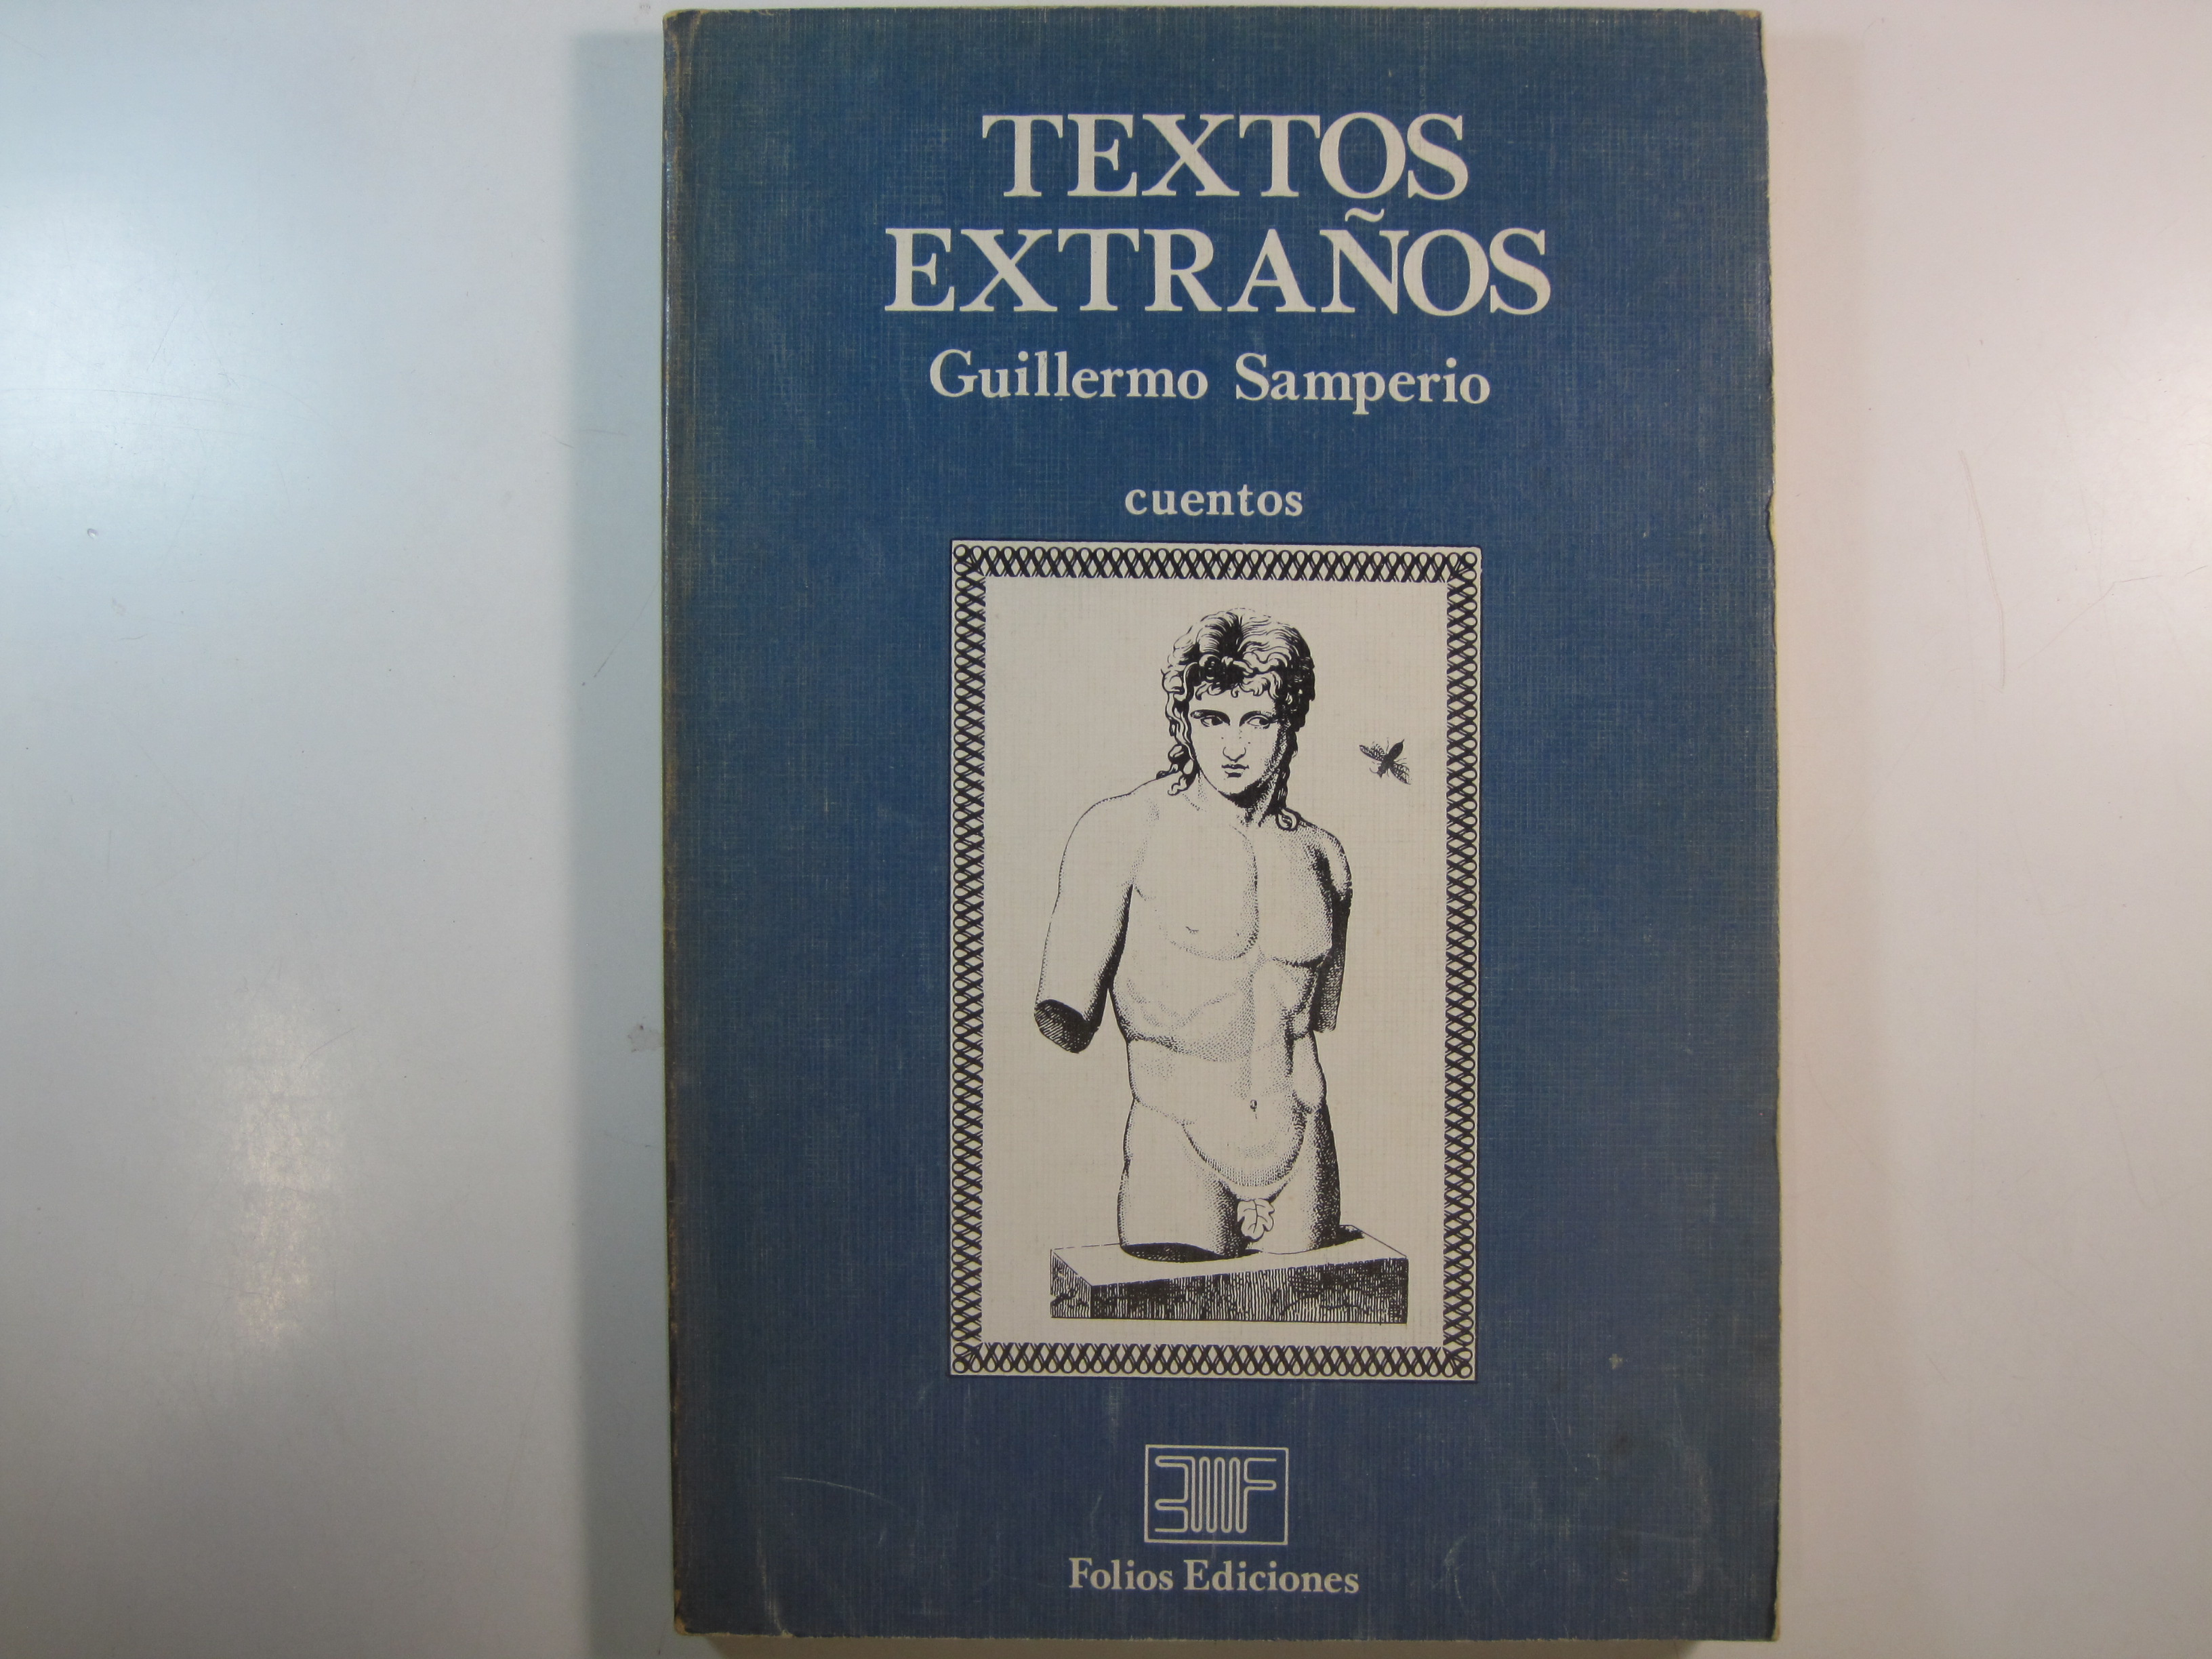 TEXTOS
EXTRAÑOS
Guillermo Samperio
cuentos
Folios Ediciones